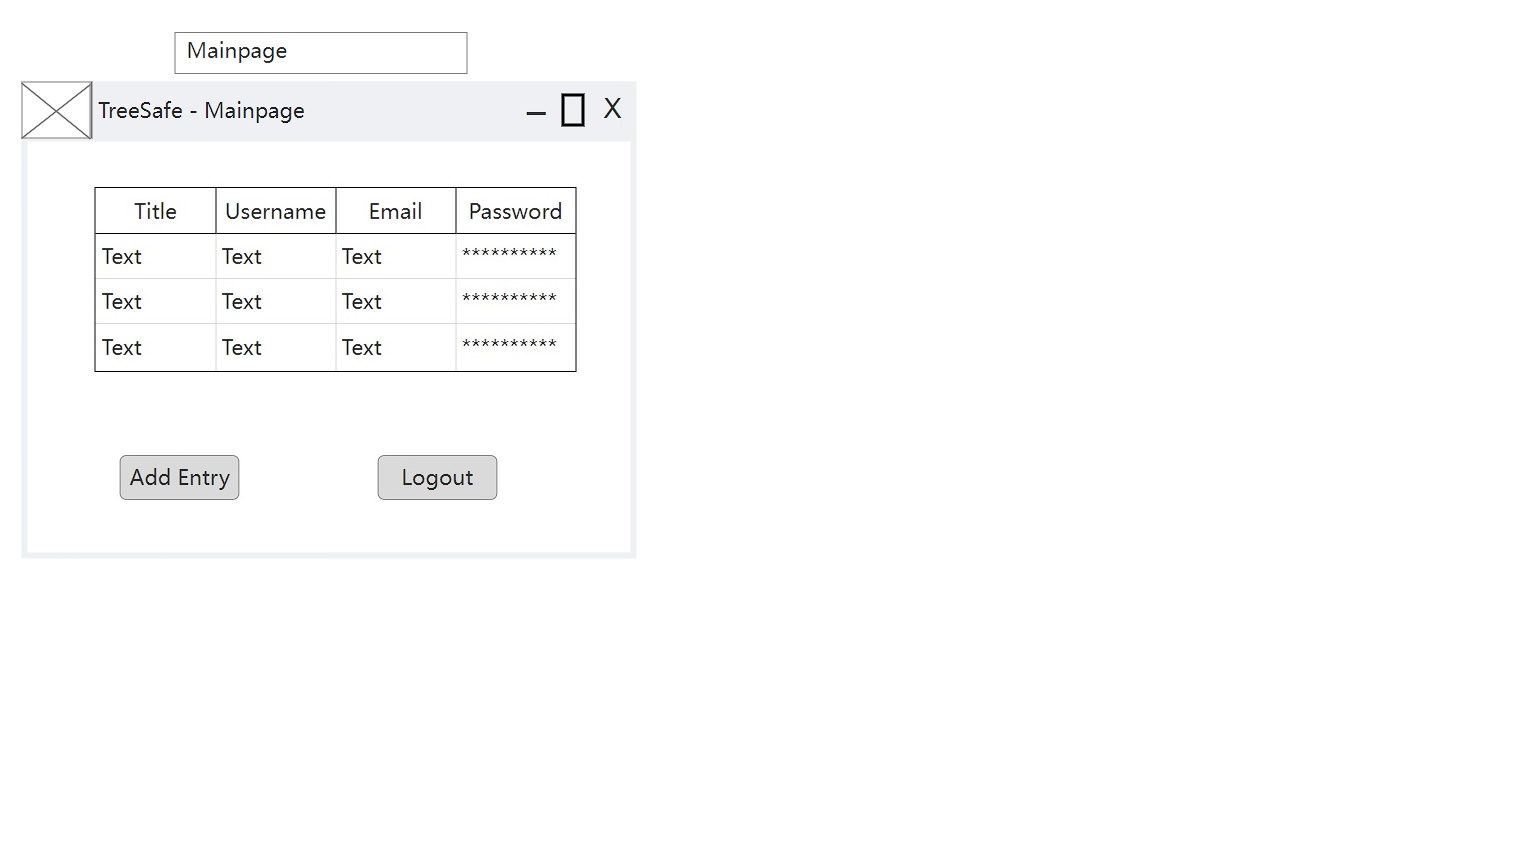 Mainpage
TreeSafe - Mainpage X
Title Username Email Password
Text Text Text **********
Text Text Text **********
Text Text Text **********
Add Entry Logout